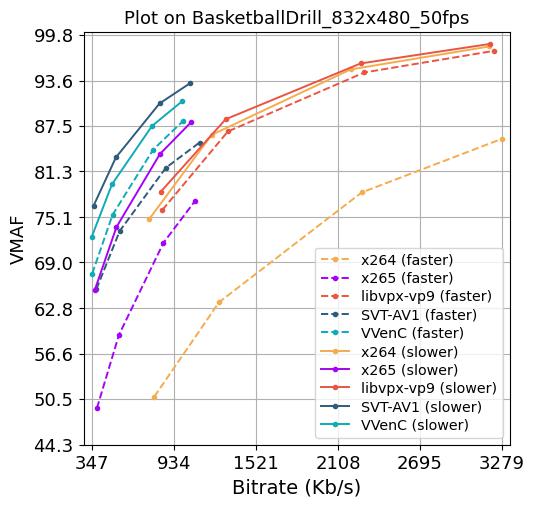 Plot on BasketballDrill_832x480_50fps
99.8
93.6
87.5
81.3
75.1
69.0
62.8
56.6
50.5
44.3
VMAF
x264 (faster)
x265 (faster)
libvpx-vp9 (faster)
SVT-AV1 (faster)
VVenC (faster)
x264 (slower)
x265 (slower)
libvpx-vp9 (slower)
SVT-AV1 (slower)
VVenC (slower)
347 934 1521 2108 2695 3279
Bitrate (Kb/s)